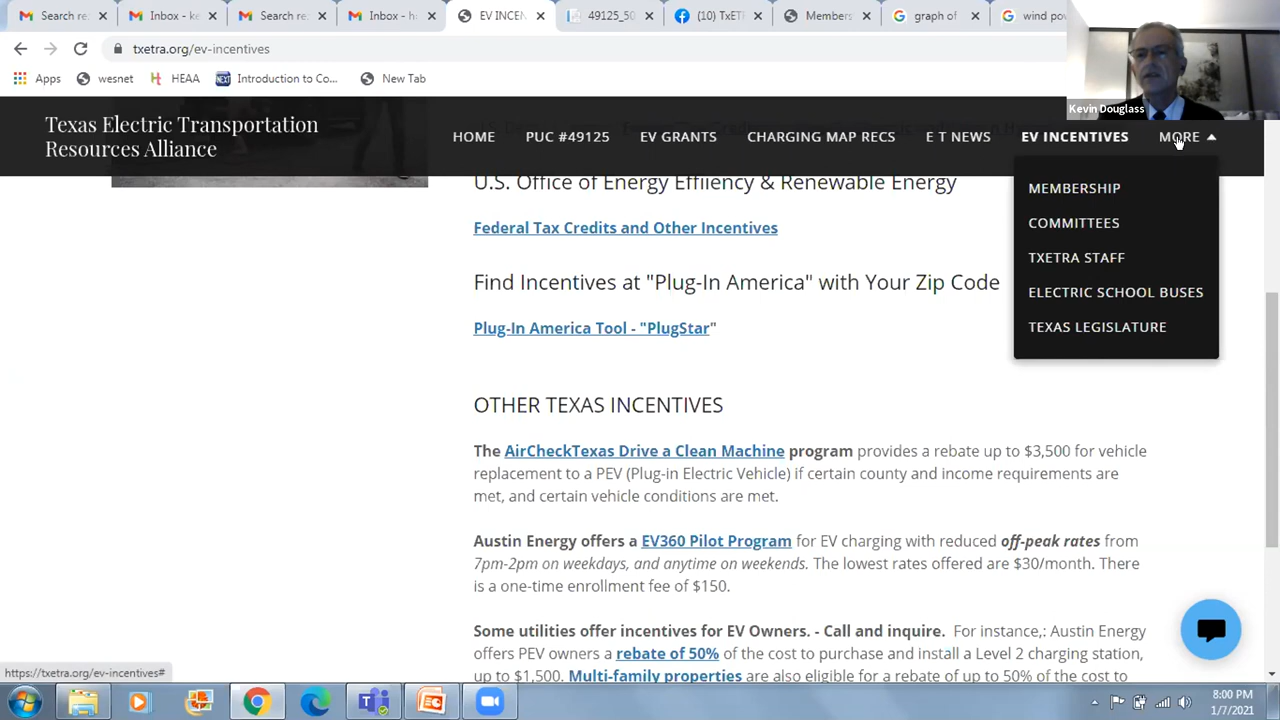 Search re:
Inbox - ke
Search re:
Inbox - ha
EV INCEN
49125_50
(10) TxETR
Members
graph of
wind pov
txetra.org/ev-incentives
Apps
wesnet
HEAA
Introduction to Co...
New Tab
Kevin Douglass
Texas Electric Transportation
Resources Alliance
HOME
PUC #49125
EV GRANTS
CHARGING MAP RECS
E T NEWS
EV INCENTIVES
MORE
MEMBERSHIP
COMMITTEES
TXETRA STAFF
ELECTRIC SCHOOL BUSES
TEXAS LEGISLATURE
U.S. Office of Energy Effiiency & Renewable Energy
Federal Tax Credits and Other Incentives
Find Incentives at "Plug-In America" with Your Zip Code
Plug-In America Tool - "PlugStar"
OTHER TEXAS INCENTIVES
The AirCheckTexas Drive a Clean Machine program provides a rebate up to $3,500 for vehicle
replacement to a PEV (Plug-in Electric Vehicle) if certain county and income requirements are
met, and certain vehicle conditions are met.
Austin Energy offers a EV360 Pilot Program for EV charging with reduced off-peak rates from
7pm-2pm on weekdays, and anytime on weekends. The lowest rates offered are $30/month. There
is a one-time enrollment fee of $150.
Some utilities offer incentives for EV Owners. - Call and inquire. For instance,: Austin Energy
offers PEV owners a rebate of 50% of the cost to purchase and install a Level 2 charging station,
up to $1,500. Multi-family properties are also eligible for a rebate of up to 50% of the cost to
https://txetra.org/ev-incentives#
8:00 PM
1/7/2021